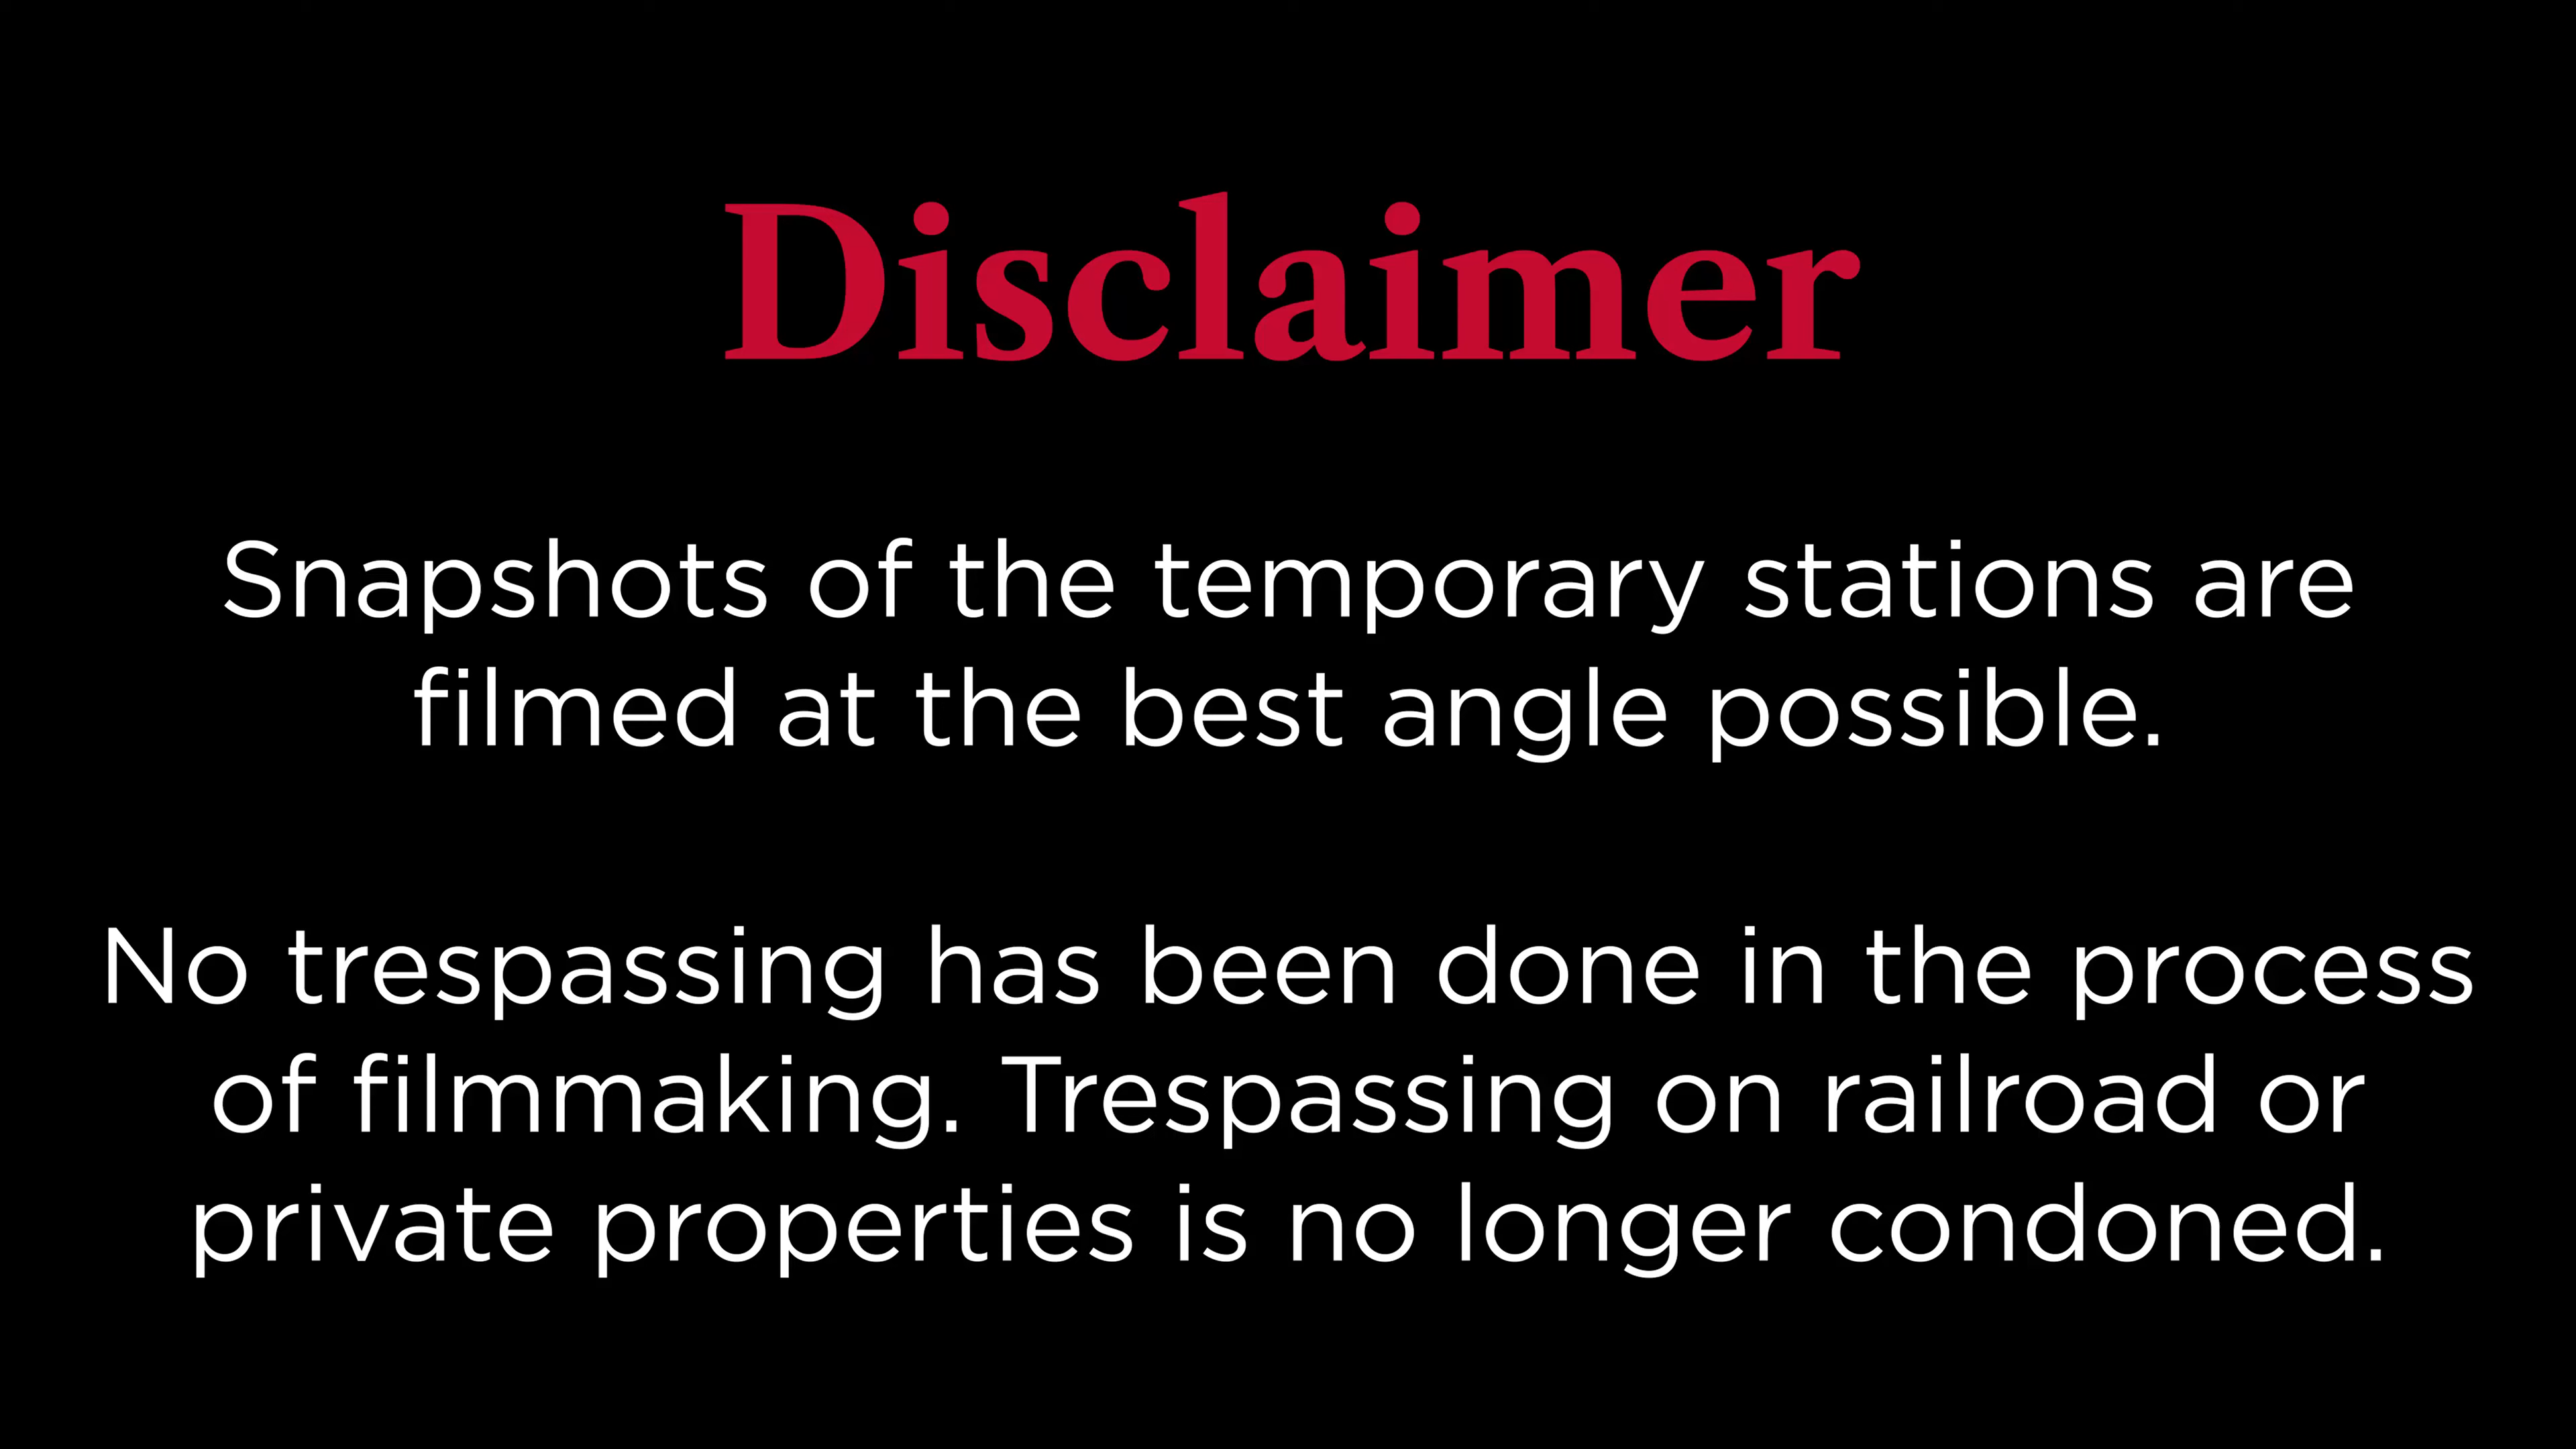 Disclaimer
Snapshots of the temporary stations are
filmed at the best angle possible.
No trespassing has been done in the process
of filmmaking. Trespassing on railroad or
private properties is no longer condoned.